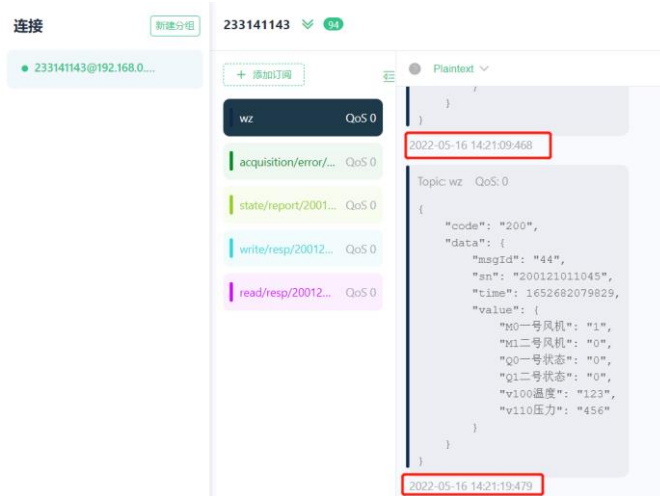 连接
新建分组
233141143
94
233141143@192.168.0....
+ 添加订阅
Plaintext
wz QoS 0
acquisition/error/... QoS 0
state/report/2001... QoS 0
write/resp/20012... QoS 0
read/resp/20012... QoS 0
}
}
}
2022-05-16 14:21:09:468
Topic: wz QoS: 0
{
"code": "200",
"data": {
"msgId": "44",
"sn": "200121011045",
"time": 1652682079829,
"value": {
"M0一号风机": "1",
"M1二号风机": "0",
"Q0一号状态": "0",
"Q1二号状态": "0",
"v100温度": "123",
"v110压力": "456"
}
}
}
2022-05-16 14:21:19:479